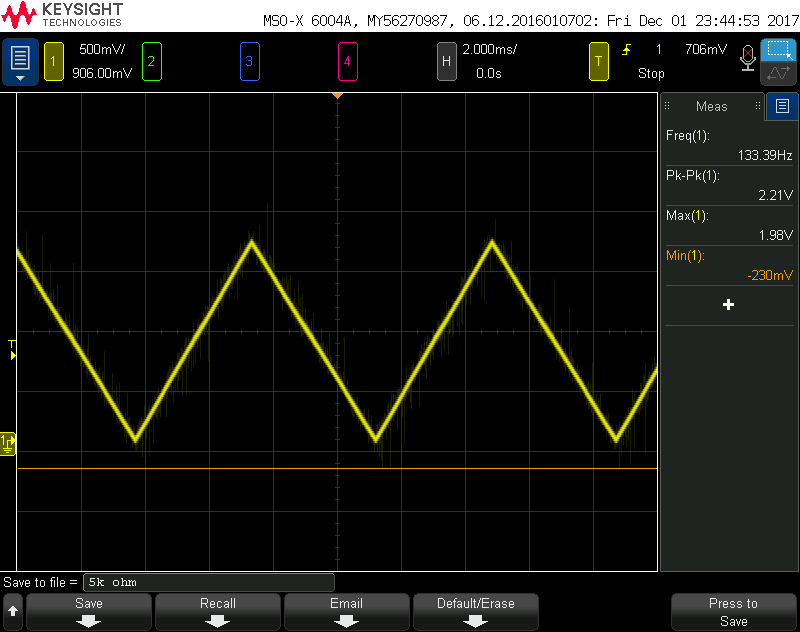 KEYSIGHT
TECHNOLOGIES
MSO-X 6004A, MY56270987, 06.12.2016010702: Fri Dec 01 23:44:53 2017
1 500mV/ 2 3 4 H 2.000ms/ T 1 706mV
906.00mV 0.0s Stop
Meas
Freq(1):
133.39Hz
Pk-Pk(1):
2.21V
Max(1):
1.98V
Min(1):
-230mV
+
T
1
Save to file = 5k ohm
Save Recall Email Default/Erase Press to
Save